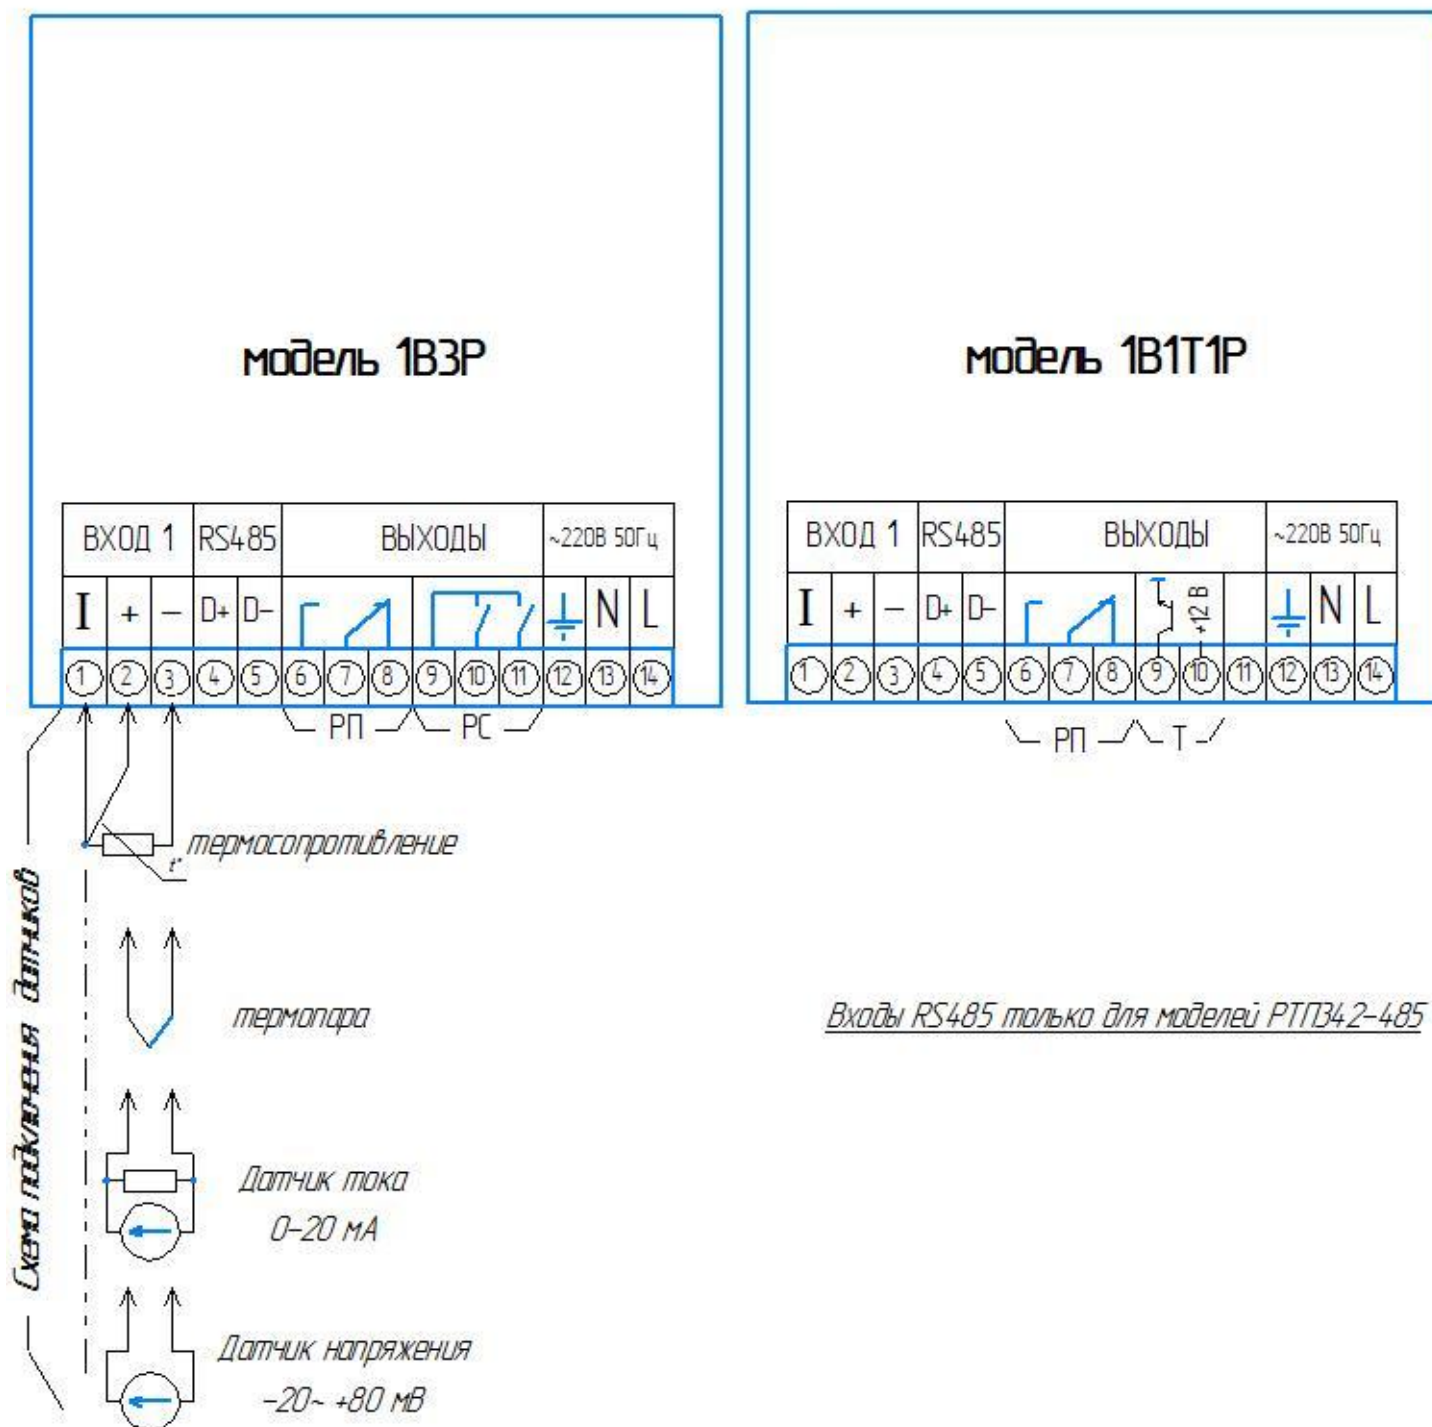 модель 1В3Р
ВХОД 1 RS485 ВЫХОДЫ ~220В 50Гц
I + – D+ D– N L
1 2 3 4 5 6 7 8 9 10 11 12 13 14
РП РС
модель 1В1Т1Р
ВХОД 1 RS485 ВЫХОДЫ ~220В 50Гц
I + – D+ D– +12 В N L
1 2 3 4 5 6 7 8 9 10 11 12 13 14
РП Т
Схема подключения датчиков
t°
термосопротивление
термопара
Датчик тока
0-20 мА
Датчик напряжения
-20~ +80 мВ
Входы RS485 только для моделей РТП342-485